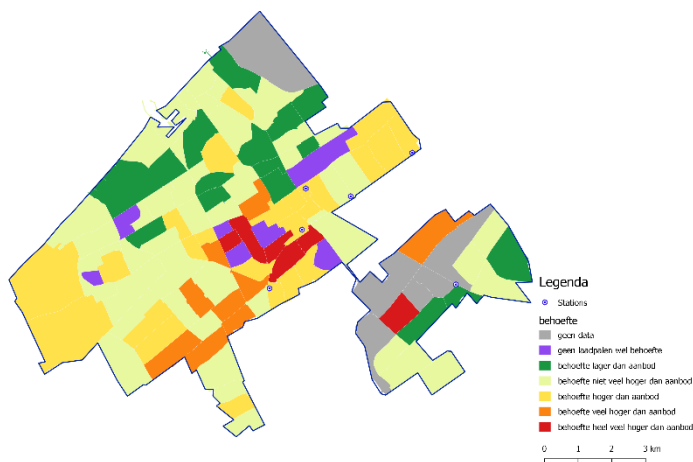 Legenda
Stations
behoefte
geen data
geen laadpalen wel behoefte
behoefte lager dan aanbod
behoefte niet veel hoger dan aanbod
behoefte hoger dan aanbod
behoefte veel hoger dan aanbod
behoefte heel veel hoger dan aanbod
0 1 2 3 km